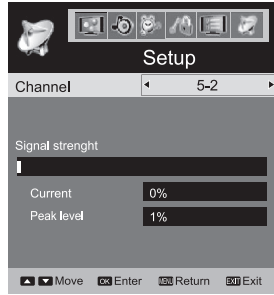 Setup
Channel 5-2
Signal strenght
Current 0%
Peak level 1%
Move OK Enter MENU Return EXIT Exit